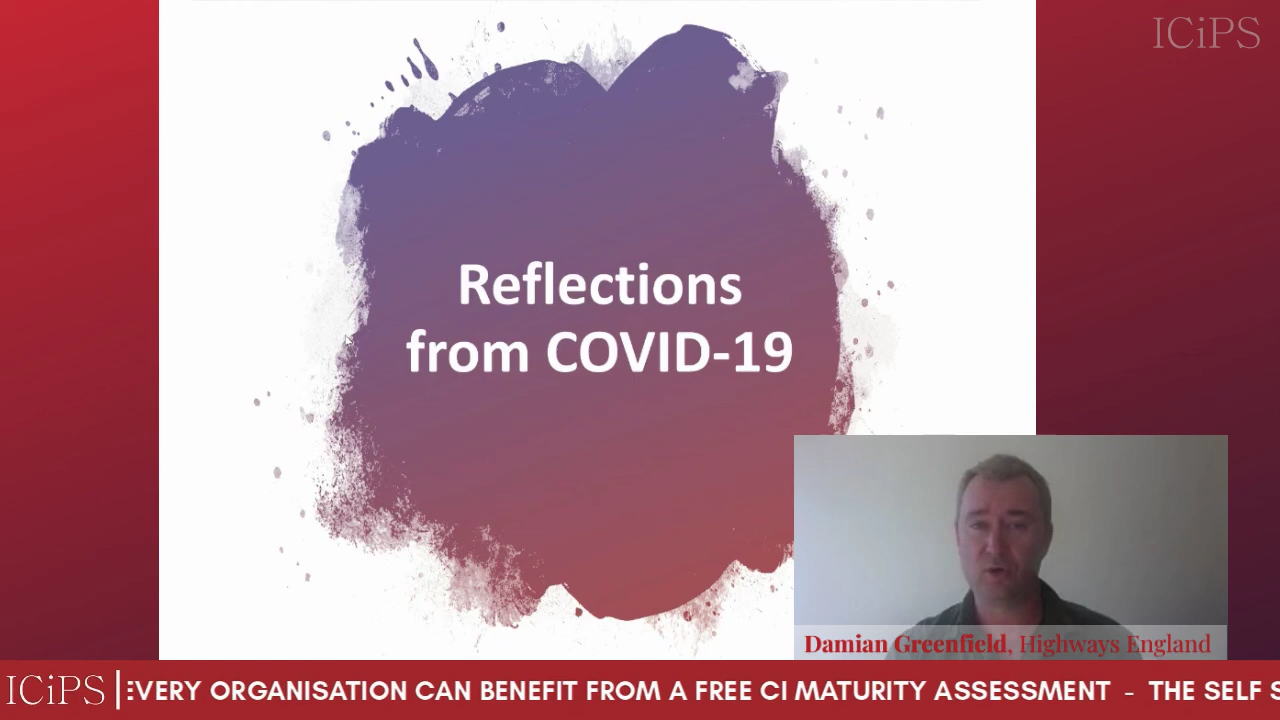 ICiPS
Reflections
from COVID-19
Damian Greenfield, Highways England
ICiPS EVERY ORGANISATION CAN BENEFIT FROM A FREE CI MATURITY ASSESSMENT - THE SELF S